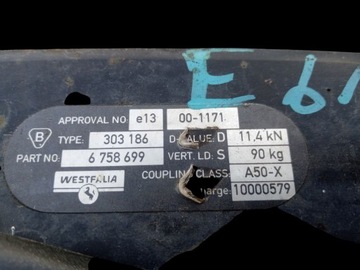 E 61
APPROVAL NO: e13 00-1171
B TYPE: 303 186 D-VALUE: D 11.4 kN
PART NO: 6 758 699 VERT. LD: S 90 kg
WESTFALIA COUPLING CLASS: A50-X
10000579